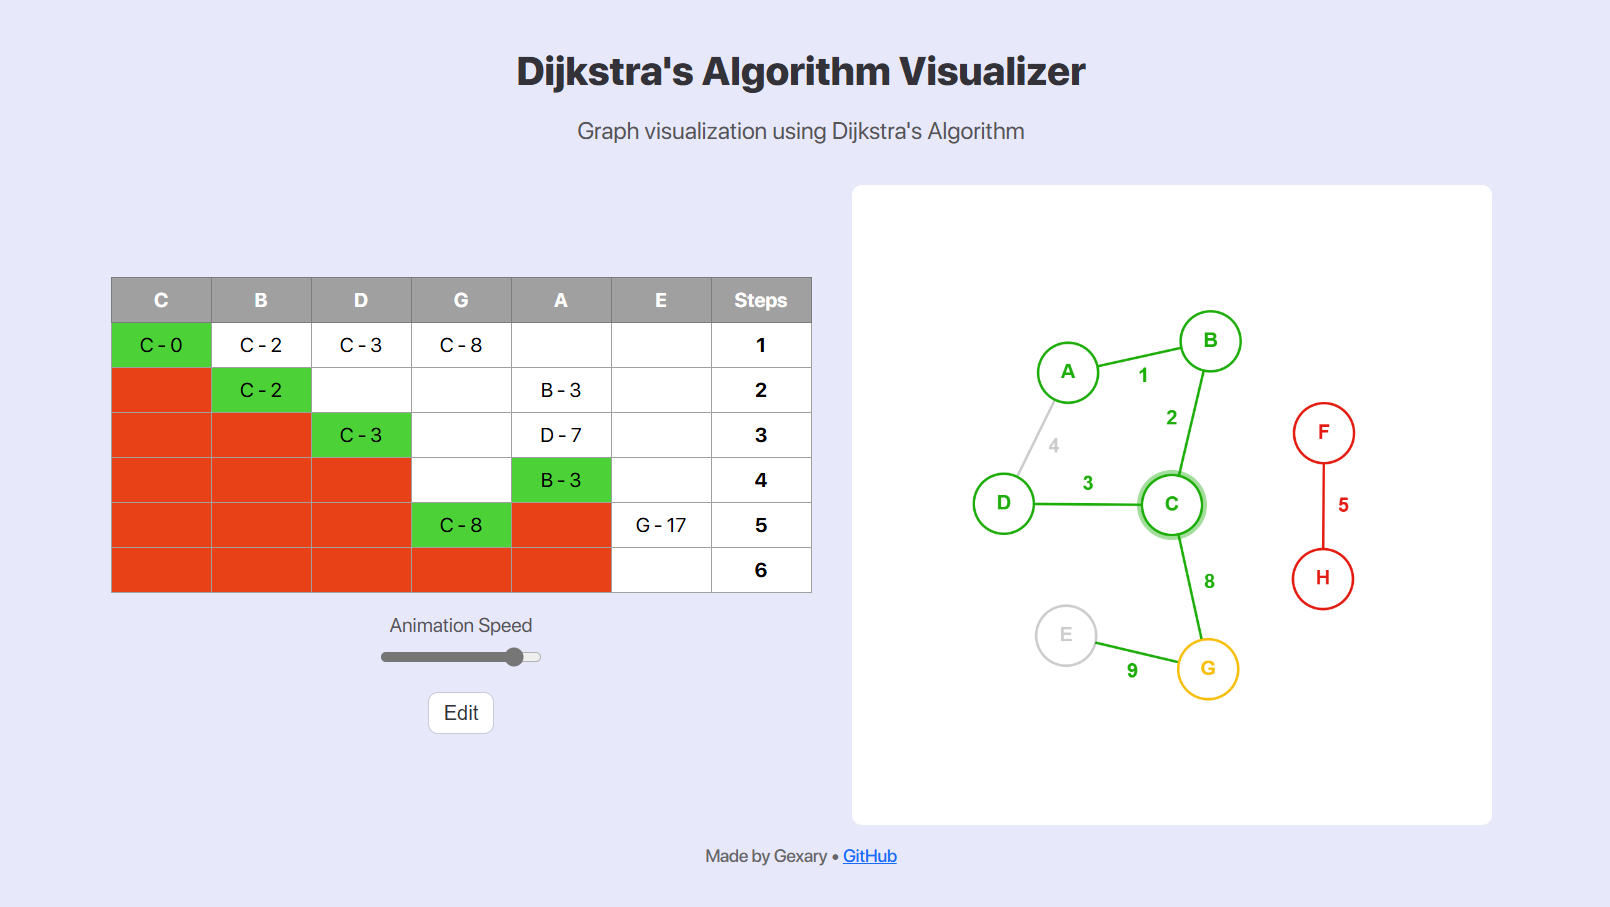 Dijkstra's Algorithm Visualizer
Graph visualization using Dijkstra's Algorithm
C B D G A E Steps
C - 0 C - 2 C - 3 C - 8 1
C - 2 B - 3 2
C - 3 D - 7 3
B - 3 4
C - 8 G - 17 5
6
Animation Speed
Edit
B
A
1
2
F
4
3
D
C
5
H
8
E
G
9
Made by Gexary • GitHub